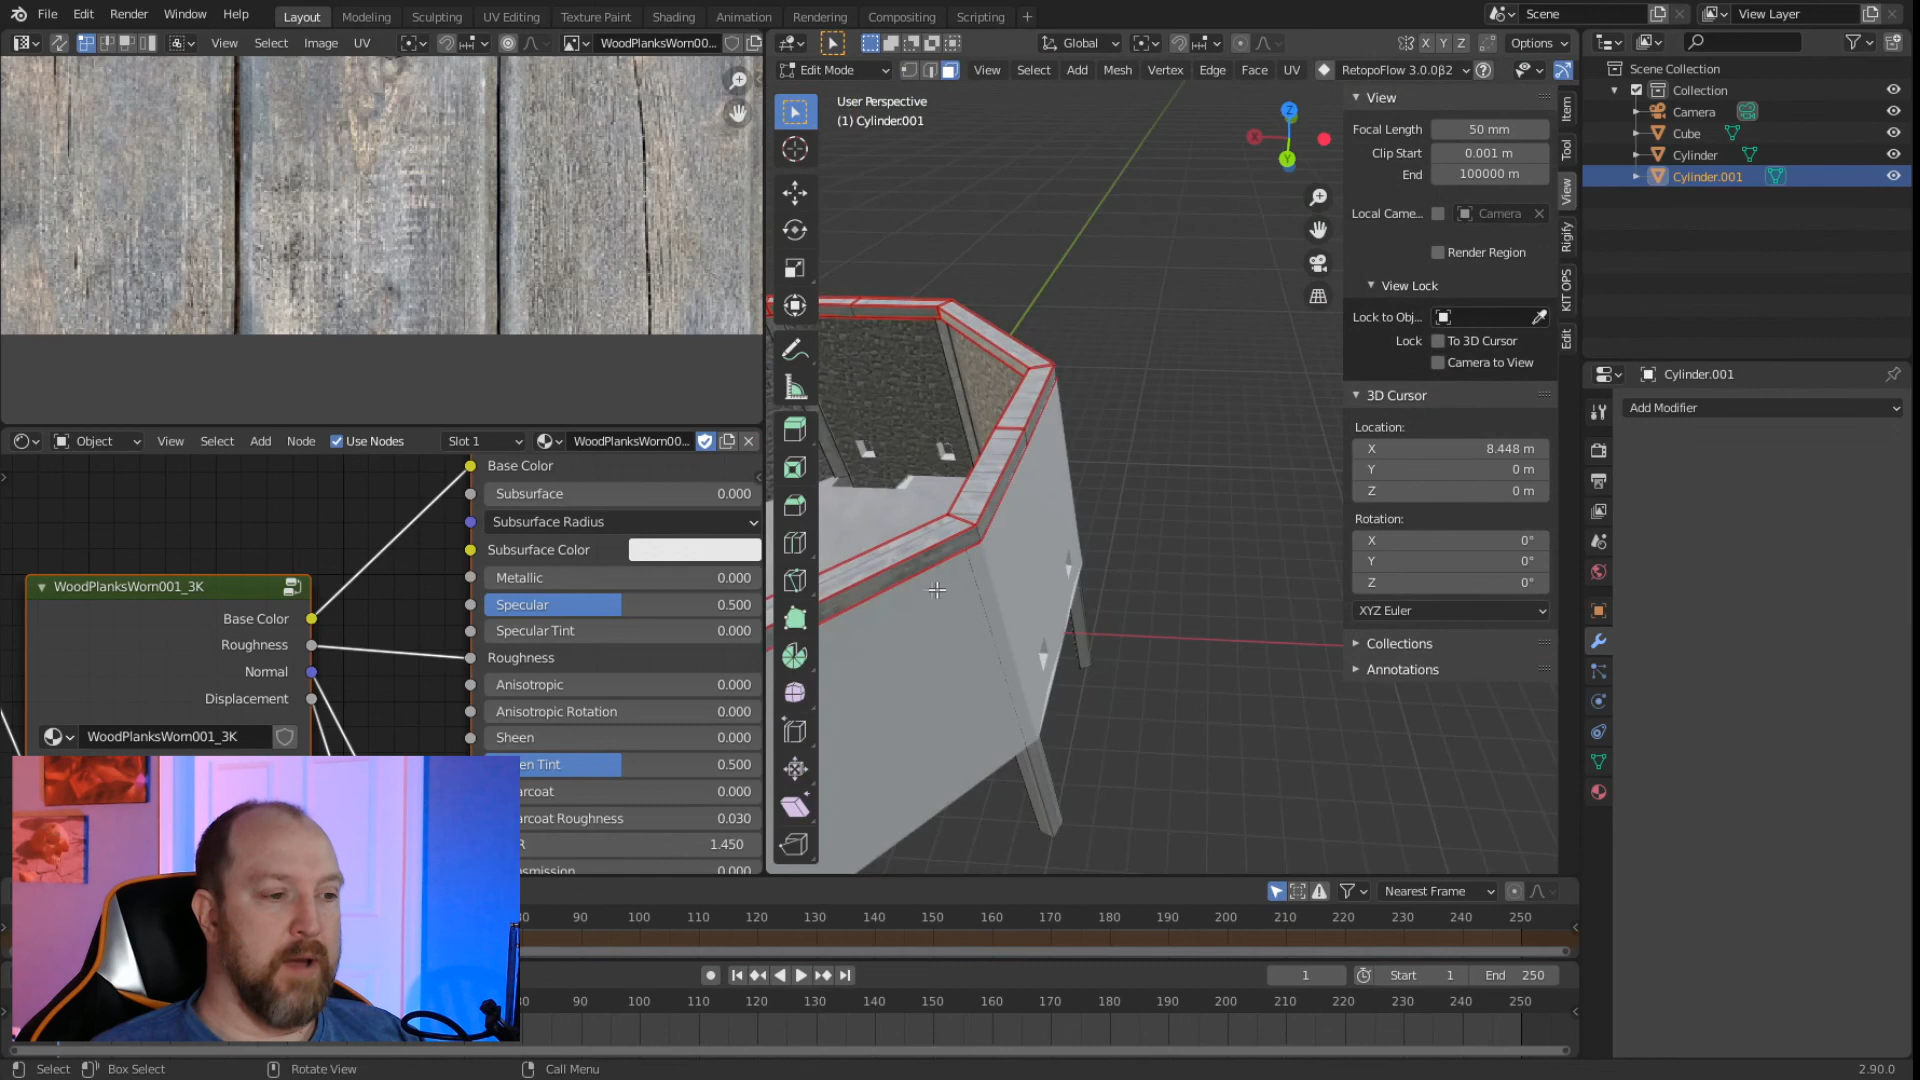 File Edit Render Window Help Layout Modeling Sculpting UV Editing Texture Paint Shading Animation Rendering Compositing Scripting + Scene View Layer
View Select Image UV WoodPlanksWorn00... Global X Y Z Options
Edit Mode View Select Add Mesh Vertex Edge Face UV RetopoFlow 3.0.0β2
User Perspective
(1) Cylinder.001
Z
X
Y
View
Focal Length 50 mm
Clip Start 0.001 m
End 100000 m
Local Came... Camera
Render Region
View Lock
Lock to Obj...
Lock To 3D Cursor
Camera to View
3D Cursor
Location:
X 8.448 m
Y 0 m
Z 0 m
Rotation:
X 0°
Y 0°
Z 0°
XYZ Euler
Collections
Annotations
Item
Tool
View
Rigify
KIT OPS
Edit
Scene Collection
Collection
Camera
Cube
Cylinder
Cylinder.001
Cylinder.001
Add Modifier
Object View Select Add Node Use Nodes Slot 1 WoodPlanksWorn00...
Base Color
Subsurface 0.000
Subsurface Radius
Subsurface Color
Metallic 0.000
Specular 0.500
Specular Tint 0.000
Roughness
Anisotropic 0.000
Anisotropic Rotation 0.000
Sheen 0.000
en Tint 0.500
arcoat 0.000
arcoat Roughness 0.030
R 1.450
nsmission 0.000
WoodPlanksWorn001_3K
Base Color
Roughness
Normal
Displacement
WoodPlanksWorn001_3K
Nearest Frame
80 90 100 110 120 130 140 150 160 170 180 190 200 210 220 230 240 250
1 Start 1 End 250
80 90 100 110 120 130 140 150 160 170 180 190 200 210 220 230 240 250
Select Box Select Rotate View Call Menu 2.90.0